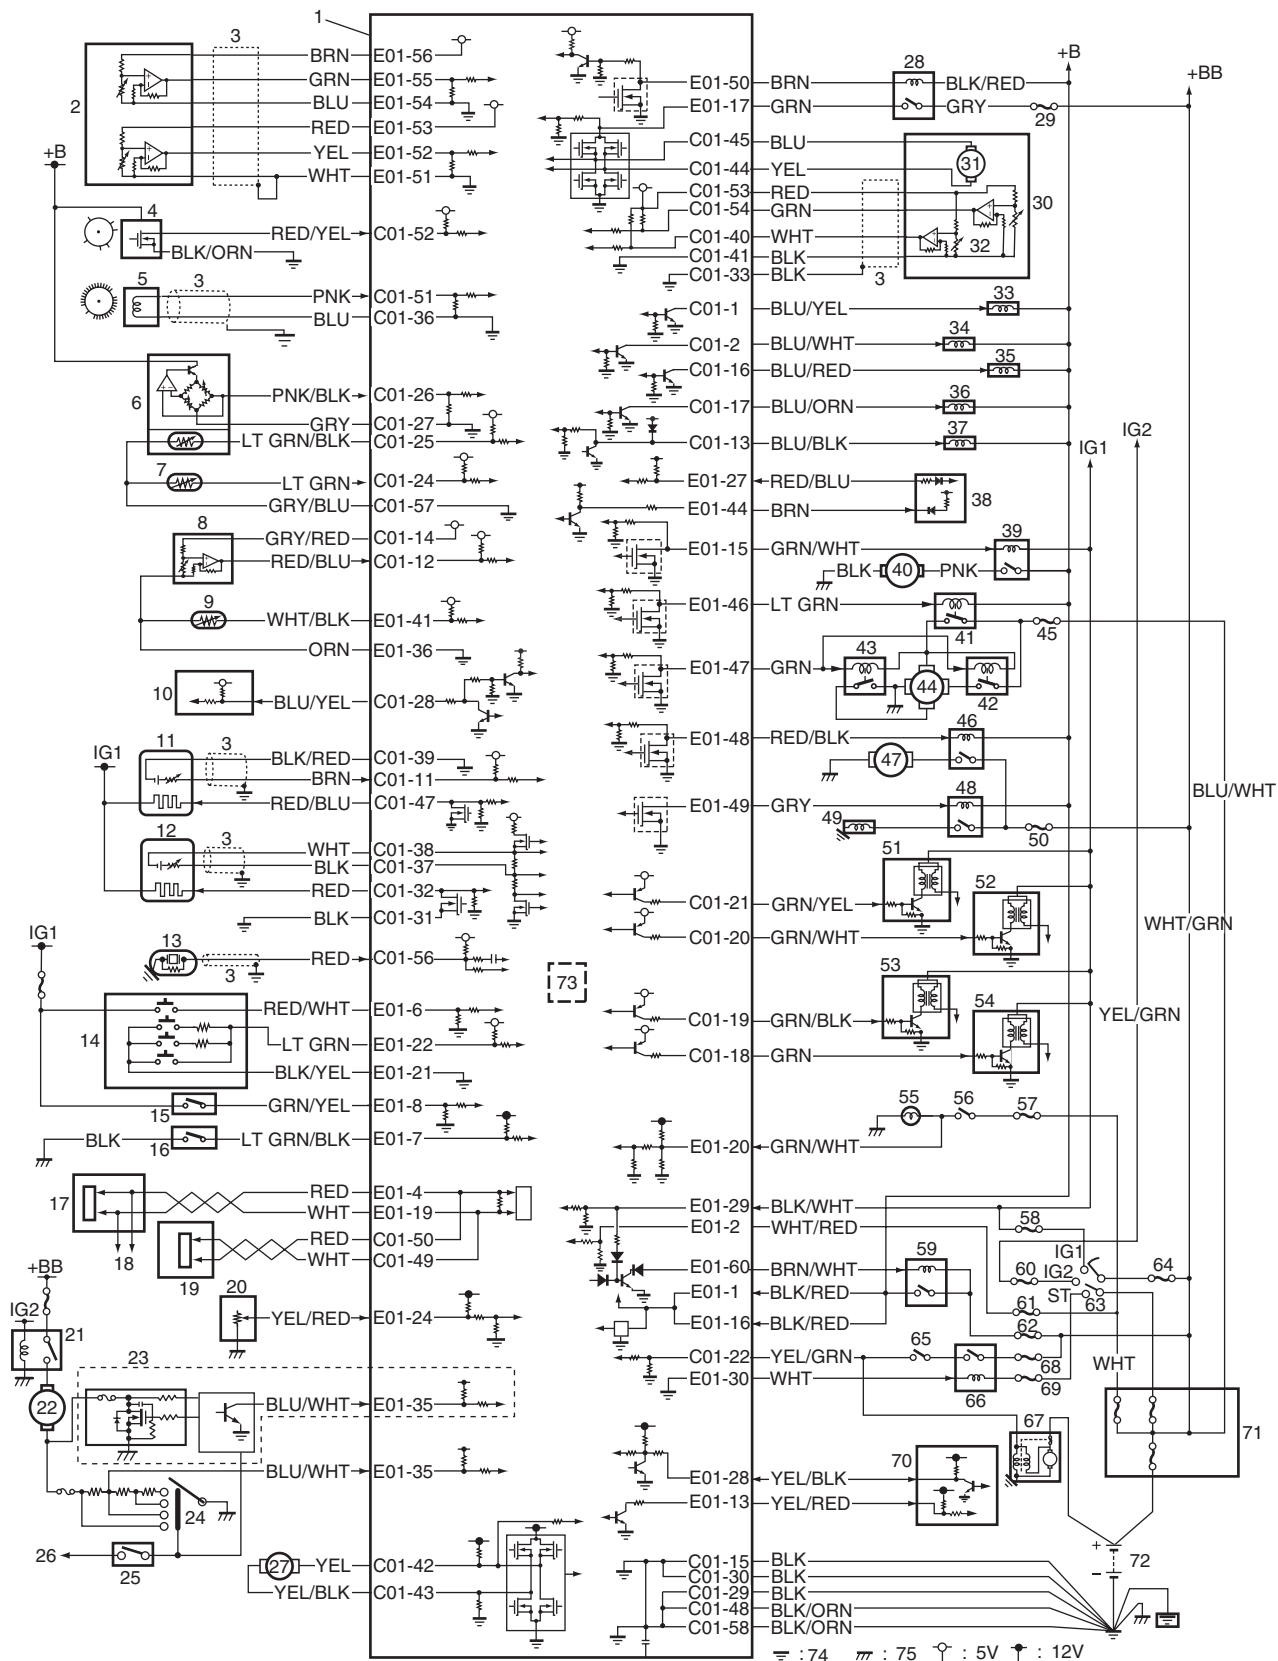 1
2
3
BRN E01-56
GRN E01-55
BLU E01-54
RED E01-53
YEL E01-52
WHT E01-51
+B
4
RED/YEL C01-52
BLK/ORN
5
3
PNK C01-51
BLU C01-36
6
PNK/BLK C01-26
GRY C01-27
LT GRN/BLK C01-25
7
LT GRN C01-24
GRY/BLU C01-57
8
GRY/RED C01-14
RED/BLU C01-12
9
WHT/BLK E01-41
ORN E01-36
10
BLU/YEL C01-28
IG1
11
3
BLK/RED C01-39
BRN C01-11
RED/BLU C01-47
12
3
WHT C01-38
BLK C01-37
RED C01-32
BLK C01-31
IG1
13
3
RED C01-56
14
RED/WHT E01-6
LT GRN E01-22
BLK/YEL E01-21
15
GRN/YEL E01-8
BLK
16
LT GRN/BLK E01-7
17
18
RED E01-4
WHT E01-19
19
RED C01-50
WHT C01-49
20
YEL/RED E01-24
+BB
IG2
21
22
23
BLU/WHT E01-35
BLU/WHT E01-35
24
25
26
27
YEL C01-42
YEL/BLK C01-43
73
E01-50 BRN
28
BLK/RED
E01-17 GRN
GRY
29
+B
+BB
C01-45 BLU
31
C01-44 YEL
C01-53 RED
C01-54 GRN
30
C01-40 WHT
32
C01-41 BLK
C01-33 BLK
3
C01-1 BLU/YEL
33
C01-2 BLU/WHT
34
C01-16 BLU/RED
35
C01-17 BLU/ORN
36
C01-13 BLU/BLK
37
IG1
IG2
E01-27 RED/BLU
E01-44 BRN
38
E01-15 GRN/WHT
39
BLK
40
PNK
E01-46 LT GRN
41
45
E01-47 GRN
43
44
42
E01-48 RED/BLK
46
47
E01-49 GRY
48
49
50
BLU/WHT
C01-21 GRN/YEL
51
52
C01-20 GRN/WHT
WHT/GRN
53
54
C01-19 GRN/BLK
YEL/GRN
C01-18 GRN
55
56
57
E01-20 GRN/WHT
E01-29 BLK/WHT
58
E01-2 WHT/RED
E01-60 BRN/WHT
59
IG1
IG2
ST
60
63
64
E01-1 BLK/RED
61
E01-16 BLK/RED
62
C01-22 YEL/GRN
65
68
WHT
E01-30 WHT
66
69
67
71
E01-28 YEL/BLK
70
E01-13 YEL/RED
C01-15 BLK
C01-30 BLK
C01-29 BLK
C01-48 BLK/ORN
C01-58 BLK/ORN
+
−
72
: 74
: 75
: 5V
: 12V